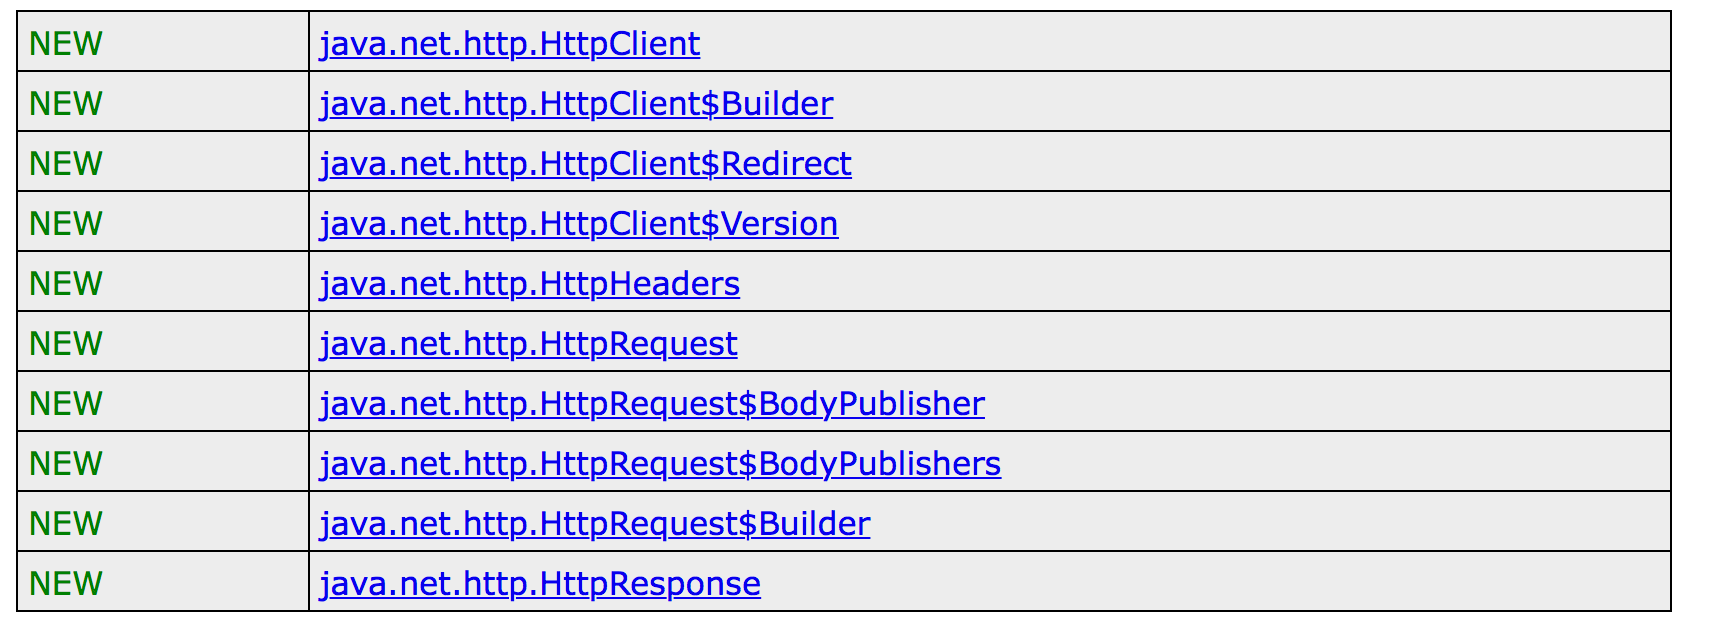 NEW java.net.http.HttpClient
NEW java.net.http.HttpClient$Builder
NEW java.net.http.HttpClient$Redirect
NEW java.net.http.HttpClient$Version
NEW java.net.http.HttpHeaders
NEW java.net.http.HttpRequest
NEW java.net.http.HttpRequest$BodyPublisher
NEW java.net.http.HttpRequest$BodyPublishers
NEW java.net.http.HttpRequest$Builder
NEW java.net.http.HttpResponse